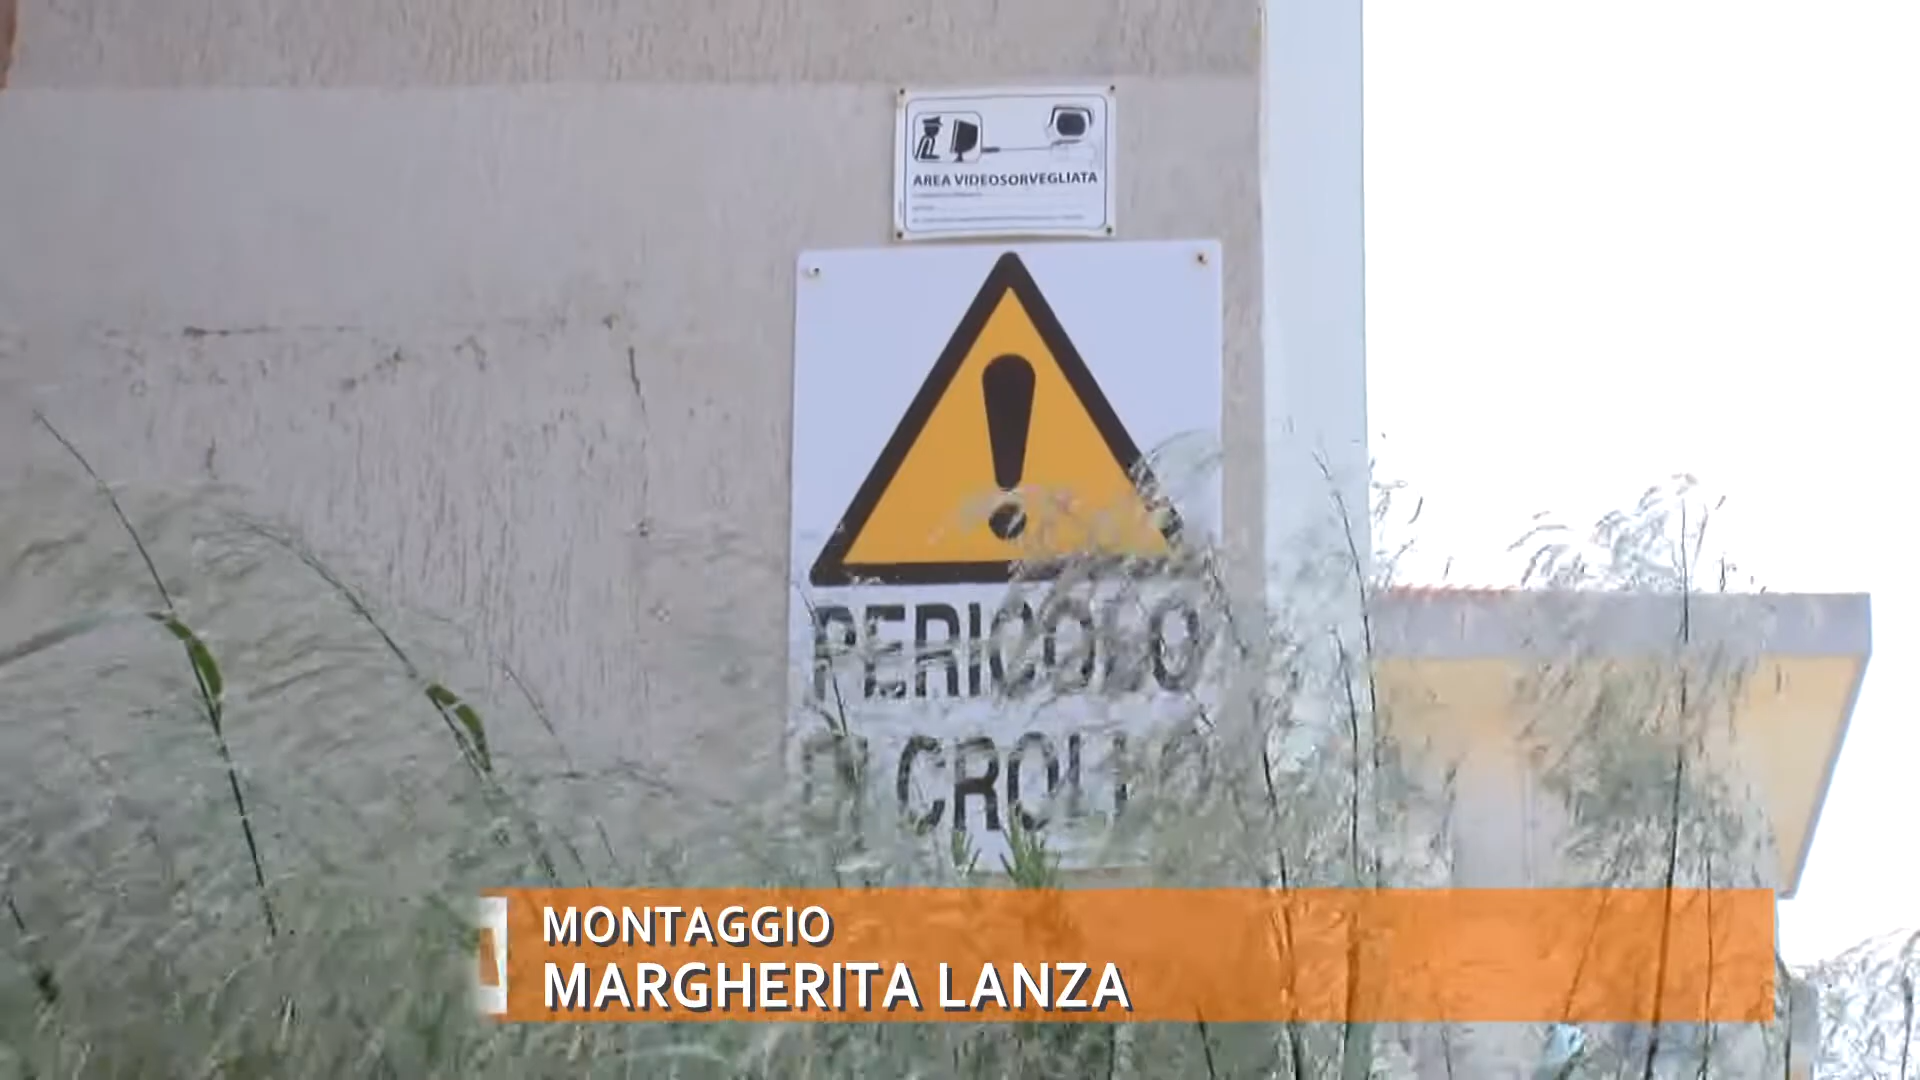 AREA VIDEOSORVEGLIATA
PERICOLO
DI CROLLO
MONTAGGIO
MARGHERITA LANZA